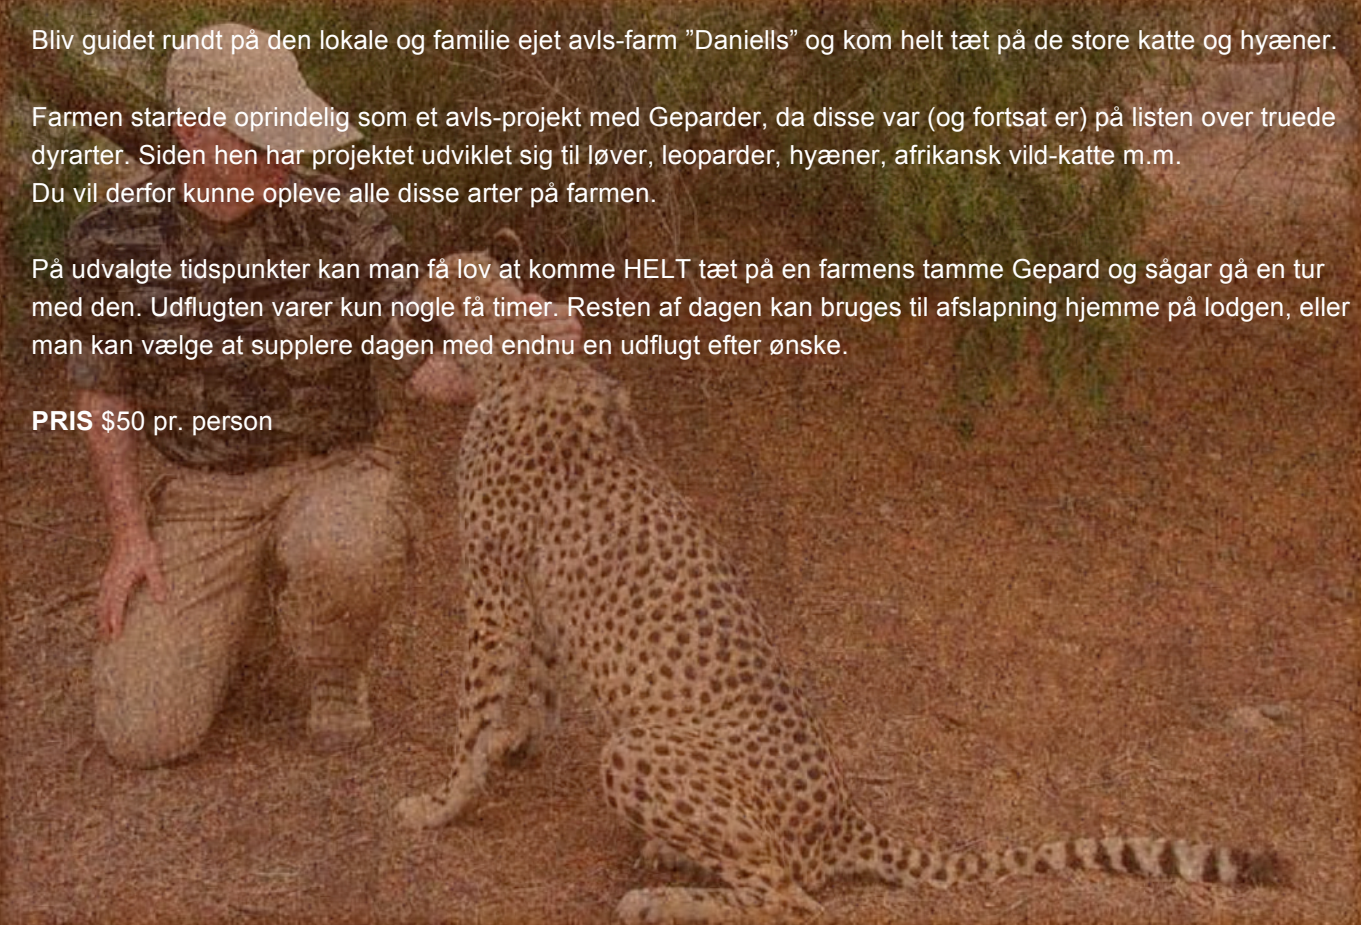 Bliv guidet rundt på den lokale og familie ejet avls-farm ”Daniells” og kom helt tæt på de store katte og hyæner.
Farmen startede oprindelig som et avls-projekt med Geparder, da disse var (og fortsat er) på listen over truede
dyrarter. Siden hen har projektet udviklet sig til løver, leoparder, hyæner, afrikansk vild-katte m.m.
Du vil derfor kunne opleve alle disse arter på farmen.
På udvalgte tidspunkter kan man få lov at komme HELT tæt på en farmens tamme Gepard og sågar gå en tur
med den. Udflugten varer kun nogle få timer. Resten af dagen kan bruges til afslapning hjemme på lodgen, eller
man kan vælge at supplere dagen med endnu en udflugt efter ønske.
PRIS $50 pr. person